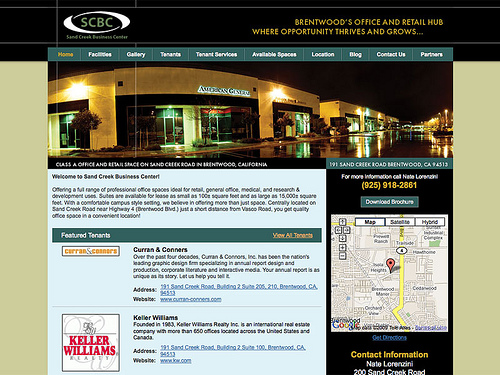 SCBC
Sand Creek Business Center
BRENTWOOD'S OFFICE AND RETAIL HUB
WHERE OPPORTUNITY THRIVES AND GROWS...
Home Facilities Gallery Tenants Tenant Services Available Spaces Location Blog Contact Us Partners
AMERICAN GENERAL
CLASS A OFFICE AND RETAIL SPACE ON SAND CREEK ROAD IN BRENTWOOD, CALIFORNIA
191 SAND CREEK ROAD BRENTWOOD, CA 94513
Welcome to Sand Creek Business Center!
Offering a full range of professional office spaces ideal for retail, general office, medical, and research &
development uses. Suites are available for lease as small as 100s square feet and as large as 15,000s square
feet. With a comfortable campus style setting, we believe in offering more than just space. Centrally located on
Sand Creek Road near Highway 4 (Brentwood Blvd.) just a short distance from Vasco Road, you get quality
office space in a convenient location!
For more information call Nate Lorenzini
(925) 918-2861
Download Brochure
Featured Tenants View All Tenants
curran&connors
Curran & Connors
Over the past four decades, Curran & Connors, Inc. has been the nation's
leading graphic design firm specializing in annual report design and
production, corporate literature and interactive media. Your annual report is as
unique as its story. Let us help you tell it.
Address: 191 Sand Creek Road, Building 2 Suite 205, 210, Brentwood, CA,
94513
Website: www.curran-connors.com
KELLER
WILLIAMS
REALTY
Keller Williams
Founded in 1983, Keller Williams Realty Inc. is an international real estate
company with more than 650 offices located across the United States and
Canada.
Address: 191 Sand Creek Road, Building 2 Suite 100, Brentwood, CA,
94513
Website: www.kw.com
Map Satellite Hybrid
Prewett
Ranch
Sunset
Industrial
Complex
Trailside
4
Hawthorne
Heights
Brentwood
Manor
Cedarwood
Orchard
View
Brentwood
Google
Map data ©2009 Tele Atlas
Get Directions
Contact Information
Nate Lorenzini
200 Sand Creek Road